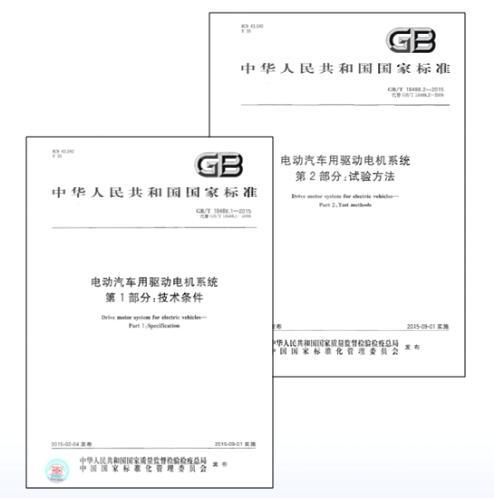 ICS 43.040
GB
中华人民共和国国家标准
GB/T 18488.2—2015
代替 GB/T 18488.2—2006
电动汽车用驱动电机系统
第2部分:试验方法
Drive motor system for electric vehicles—
Part 2:Test methods
发布
2015-09-01 实施
中华人民共和国国家质量监督检验检疫总局
中国国家标准化管理委员会
发布
ICS 43.040
GB
中华人民共和国国家标准
GB/T 18488.1—2015
代替 GB/T 18488.1—2006
电动汽车用驱动电机系统
第1部分:技术条件
Drive motor system for electric vehicles—
Part 1:Specification
2015-02-04 发布
2015-09-01 实施
中华人民共和国国家质量监督检验检疫总局
中国国家标准化管理委员会
发布